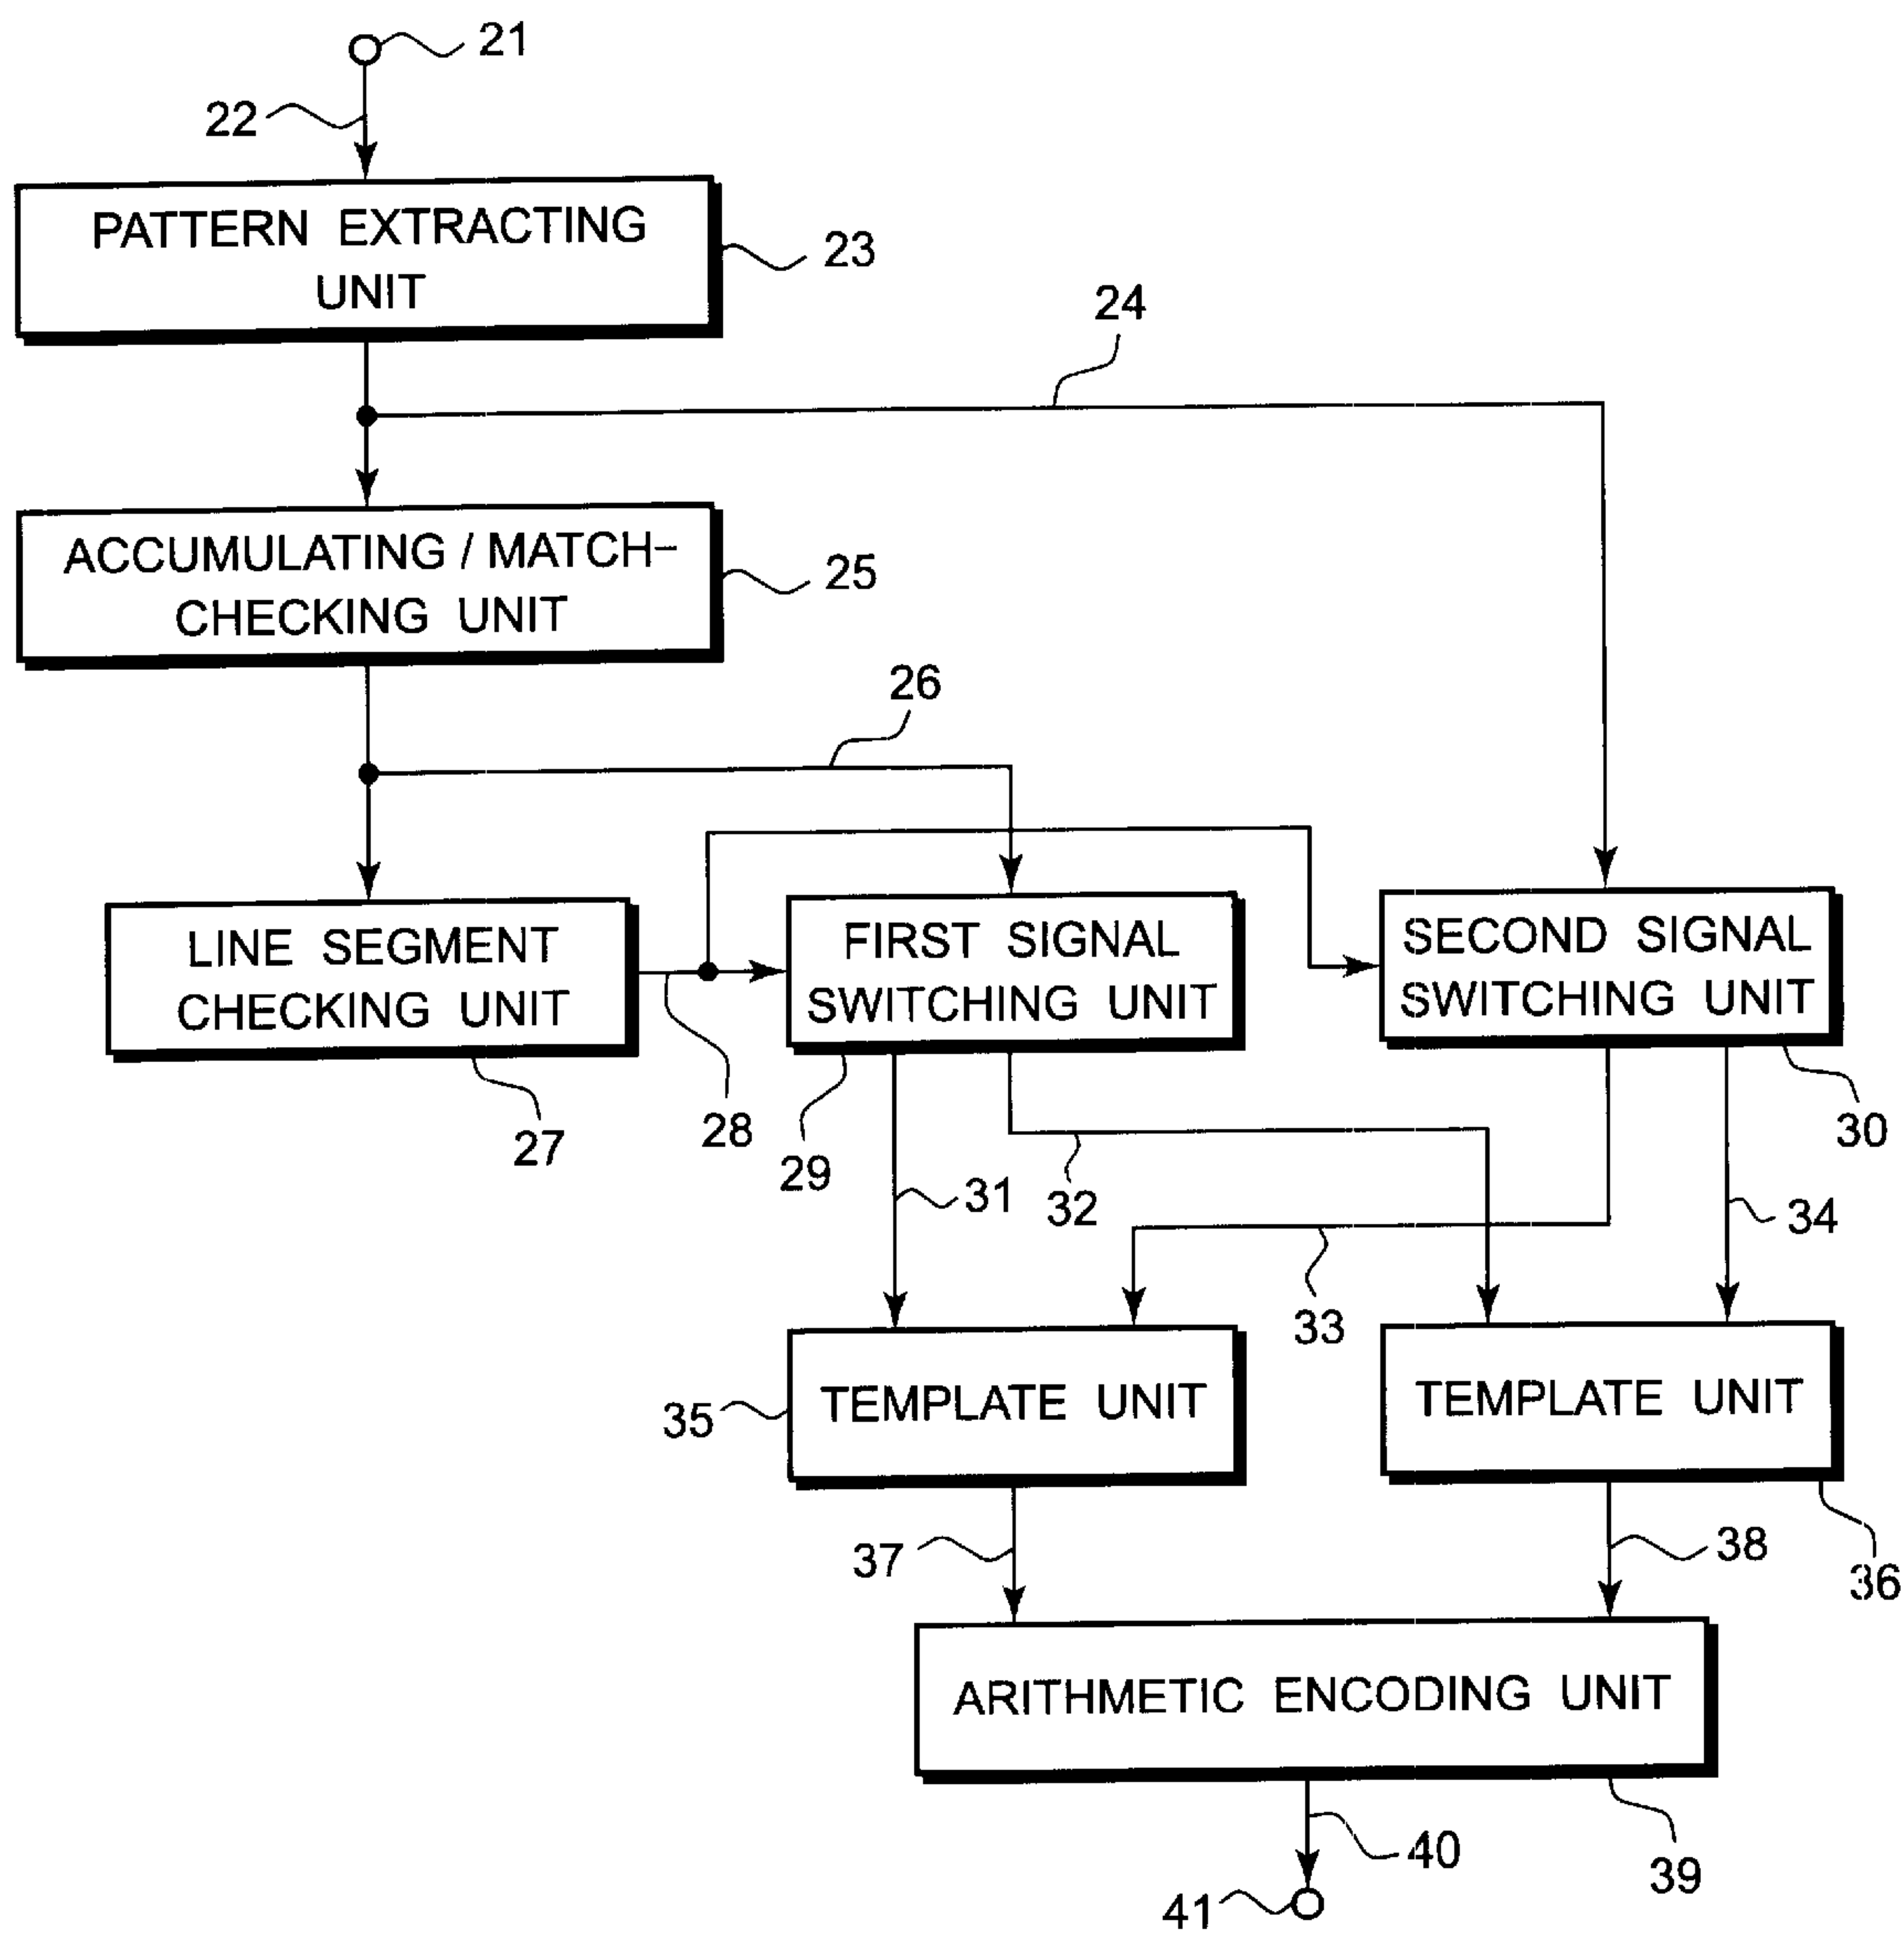 21
22
PATTERN EXTRACTING
UNIT
23
24
ACCUMULATING / MATCH-
CHECKING UNIT
25
26
LINE SEGMENT
CHECKING UNIT
FIRST SIGNAL
SWITCHING UNIT
SECOND SIGNAL
SWITCHING UNIT
27
28
29
30
31
32
33
34
35
TEMPLATE UNIT
TEMPLATE UNIT
36
37
38
ARITHMETIC ENCODING UNIT
39
40
41